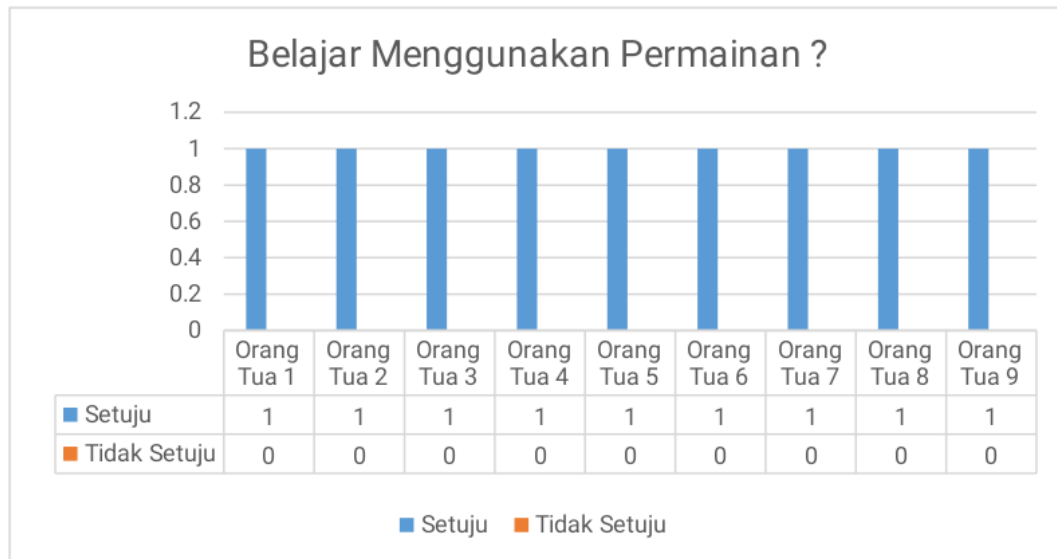 Belajar Menggunakan Permainan ?
1.2
1
0.8
0.6
0.4
0.2
0
Orang Tua 1 Orang Tua 2 Orang Tua 3 Orang Tua 4 Orang Tua 5 Orang Tua 6 Orang Tua 7 Orang Tua 8 Orang Tua 9
Setuju 1 1 1 1 1 1 1 1 1
Tidak Setuju 0 0 0 0 0 0 0 0 0
Setuju Tidak Setuju